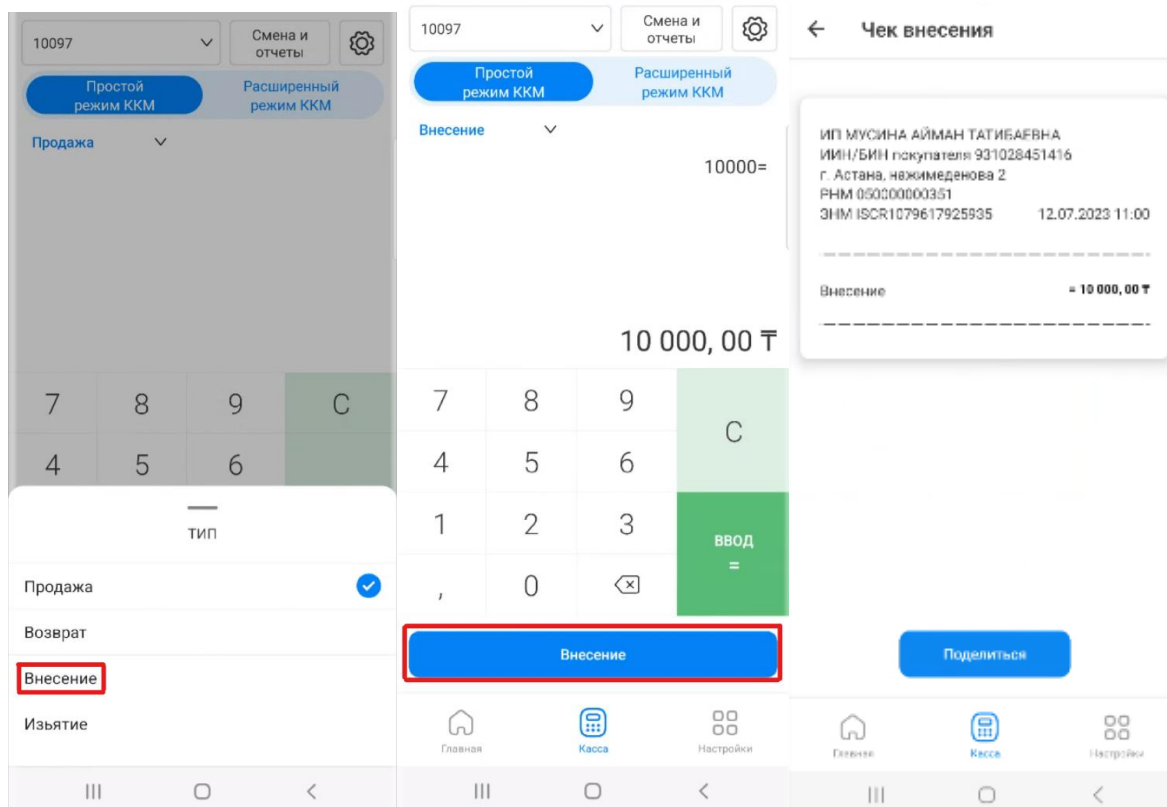 10097
Смена и
отчеты
Простой
режим ККМ
Расширенный
режим ККМ
Продажа
7 8 9 C
4 5 6
ТИП
Продажа
Возврат
Внесение
Изьятие
10097
Смена и
отчеты
Простой
режим ККМ
Расширенный
режим ККМ
Внесение
10000=
10 000, 00 ₸
7 8 9 C
4 5 6
1 2 3 ВВОД
, 0 =
Внесение
Главная Касса Настройки
Чек внесения
ИП МУСИНА АЙМАН ТАТИБАЕВНА
ИИН/БИН покупателя 931028451416
г. Астана, нажимеденова 2
РНМ 050000000351
ЗНМ ISCR1079617925935 12.07.2023 11:00
Внесение = 10 000, 00 ₸
Поделиться
Главная Касса Настройки